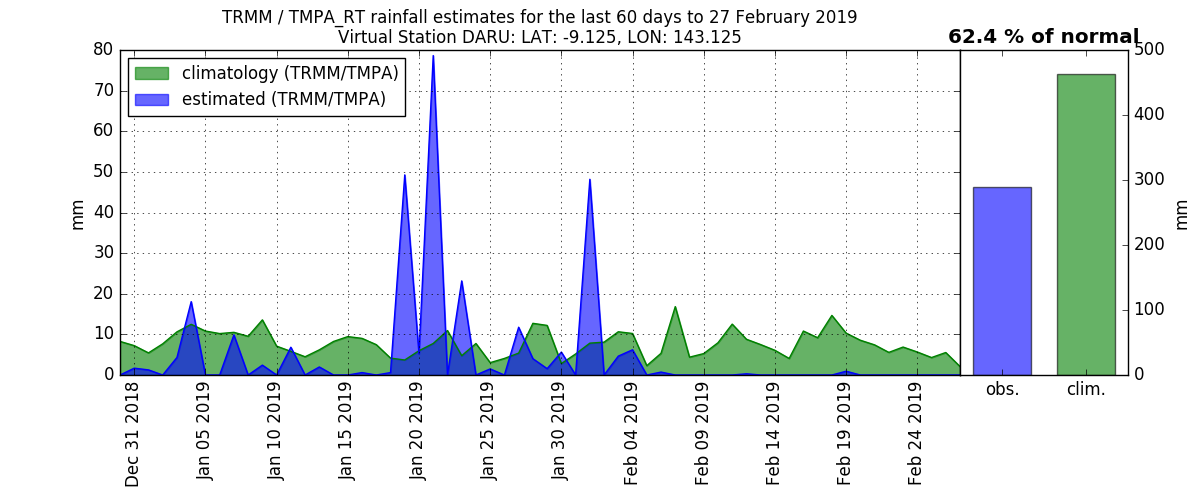 TRMM / TMPA_RT rainfall estimates for the last 60 days to 27 February 2019
Virtual Station DARU: LAT: -9.125, LON: 143.125
62.4 % of normal
climatology (TRMM/TMPA)
estimated (TRMM/TMPA)
80
70
60
50
40
30
20
10
0
mm
Dec 31 2018
Jan 05 2019
Jan 10 2019
Jan 15 2019
Jan 20 2019
Jan 25 2019
Jan 30 2019
Feb 04 2019
Feb 09 2019
Feb 14 2019
Feb 19 2019
Feb 24 2019
500
400
300
200
100
0
mm
obs.
clim.